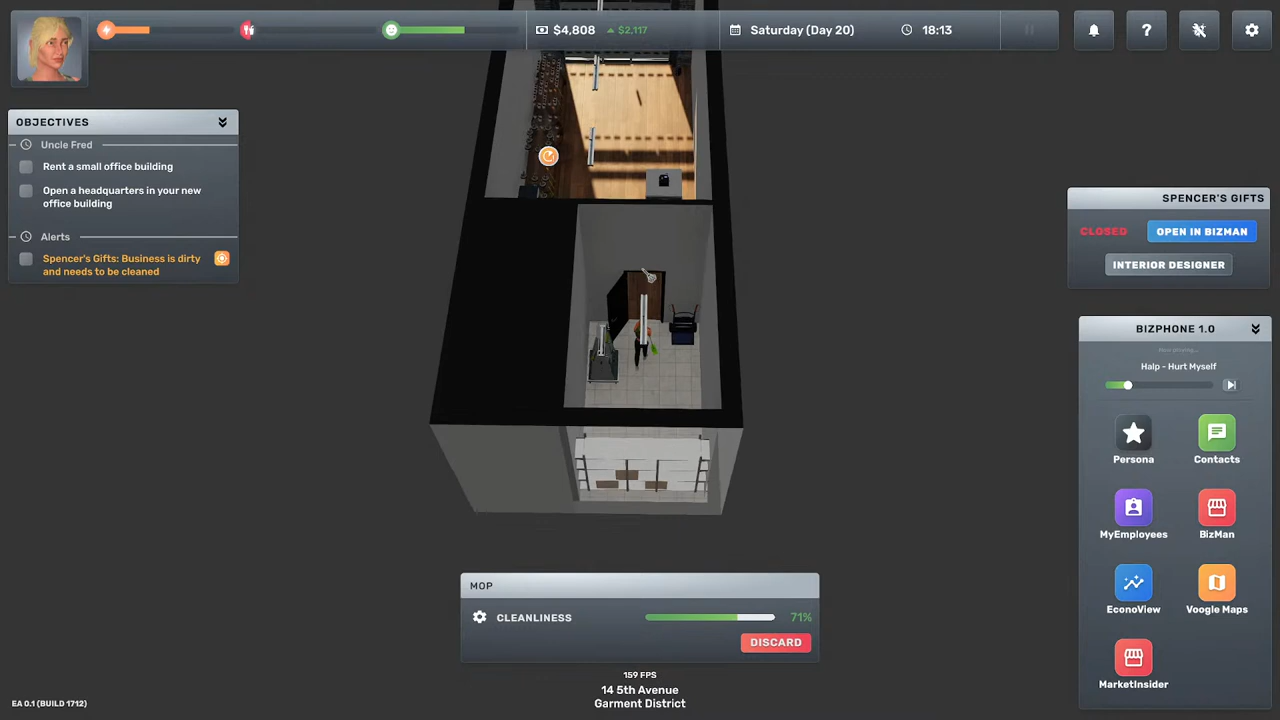 $4,808
$2,117
Saturday (Day 20)
18:13
?
OBJECTIVES
Uncle Fred
Rent a small office building
Open a headquarters in your new
office building
Alerts
Spencer's Gifts: Business is dirty
and needs to be cleaned
SPENCER'S GIFTS
CLOSED
OPEN IN BIZMAN
INTERIOR DESIGNER
BIZPHONE 1.0
Now playing...
Halp - Hurt Myself
Persona
Contacts
MyEmployees
BizMan
EconoView
Voogle Maps
MarketInsider
MOP
CLEANLINESS
71%
DISCARD
159 FPS
14 5th Avenue
Garment District
EA 0.1 (BUILD 1712)